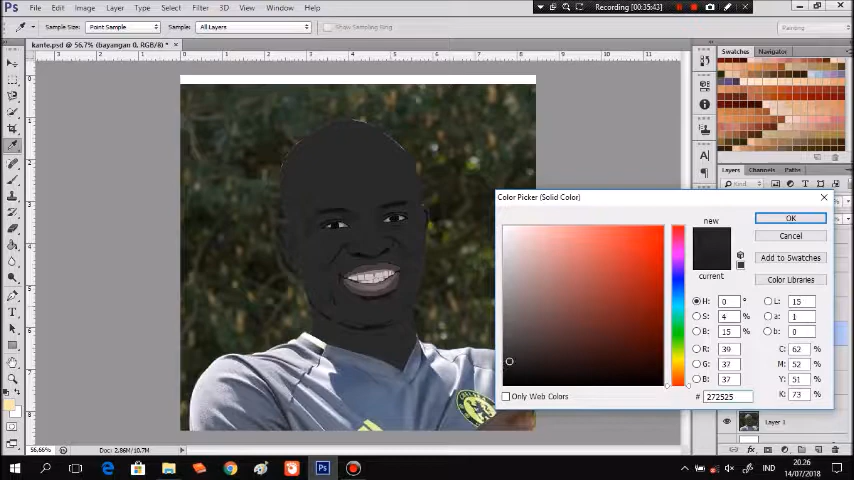 Ps File Edit Image Layer Type Select Filter 3D View Window Help
Recording [00:35:43]
Sample Size: Point Sample Sample: All Layers Show Sampling Ring
Painting
kante.psd @ 56.7% (bayangan 0, RGB/8) *
Swatches Navigator
Layers Channels Paths
Kind
Color Picker (Solid Color)
new
current
OK
Cancel
Add to Swatches
Color Libraries
H: 0 °
S: 4 %
B: 15 %
R: 39
G: 37
B: 37
L: 15
a: 1
b: 0
C: 62 %
M: 52 %
Y: 51 %
K: 73 %
# 272525
Only Web Colors
Layer 1
56.66% Doc: 2.86M/10.7M
IND
20.26
14/07/2018